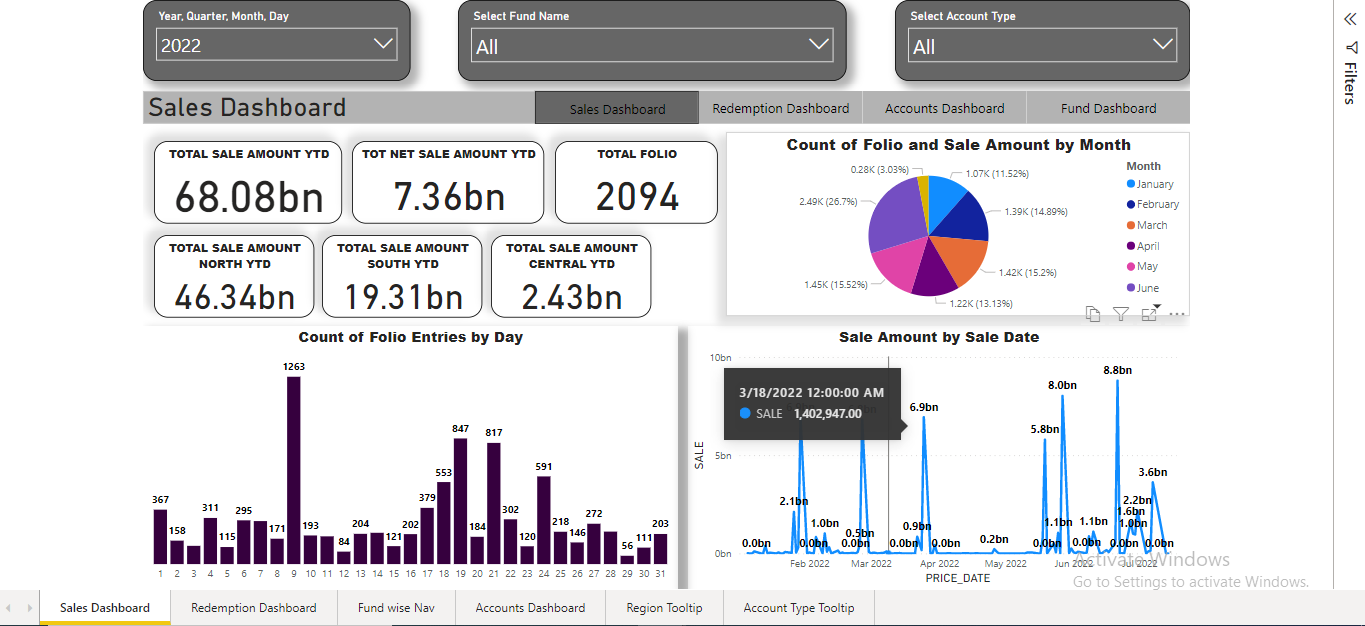 Year, Quarter, Month, Day
2022
Select Fund Name
All
Select Account Type
All
Filters
Sales Dashboard
Sales Dashboard
Redemption Dashboard
Accounts Dashboard
Fund Dashboard
TOTAL SALE AMOUNT YTD
68.08bn
TOT NET SALE AMOUNT YTD
7.36bn
TOTAL FOLIO
2094
TOTAL SALE AMOUNT
NORTH YTD
46.34bn
TOTAL SALE AMOUNT
SOUTH YTD
19.31bn
TOTAL SALE AMOUNT
CENTRAL YTD
2.43bn
Count of Folio and Sale Amount by Month
0.28K (3.03%)
1.07K (11.52%)
2.49K (26.7%)
1.39K (14.89%)
1.42K (15.2%)
1.45K (15.52%)
1.22K (13.13%)
Month
January
February
March
April
May
June
Count of Folio Entries by Day
367
158
311
115
295
171
1263
193
84
204
121
202
379
553
847
184
817
302
120
591
218
146
272
56
111
203
1 2 3 4 5 6 7 8 9 10 11 12 13 14 15 16 17 18 19 20 21 22 23 24 25 26 27 28 29 30 31
Sale Amount by Sale Date
10bn
5bn
0bn
SALE
3/18/2022 12:00:00 AM
SALE 1,402,947.00
0.0bn
2.1bn
0.0bn
1.0bn
0.0bn
0.5bn
0.0bn
0.9bn
6.9bn
0.0bn
0.2bn
0.0bn
5.8bn
1.1bn
8.0bn
0.0bn
1.1bn
8.8bn
0.0bn
1.6bn
2.2bn
1.0bn
3.6bn
0.0bn
Feb 2022
Mar 2022
Apr 2022
May 2022
Jun 2022
Jul 2022
PRICE_DATE
Activate Windows
Go to Settings to activate Windows.
Sales Dashboard
Redemption Dashboard
Fund wise Nav
Accounts Dashboard
Region Tooltip
Account Type Tooltip